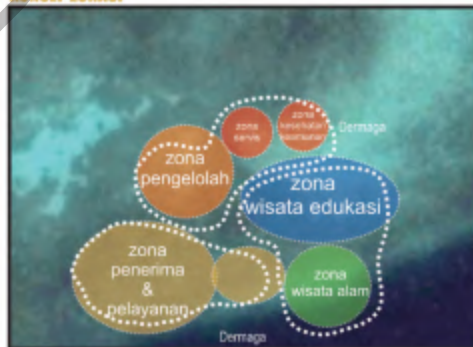 zona
servis
zona
kesehatan
keamanan
Dermaga
zona
pengelolah
zona
wisata edukasi
zona
penerima
&
pelayanan
zona
wisata alam
Dermaga